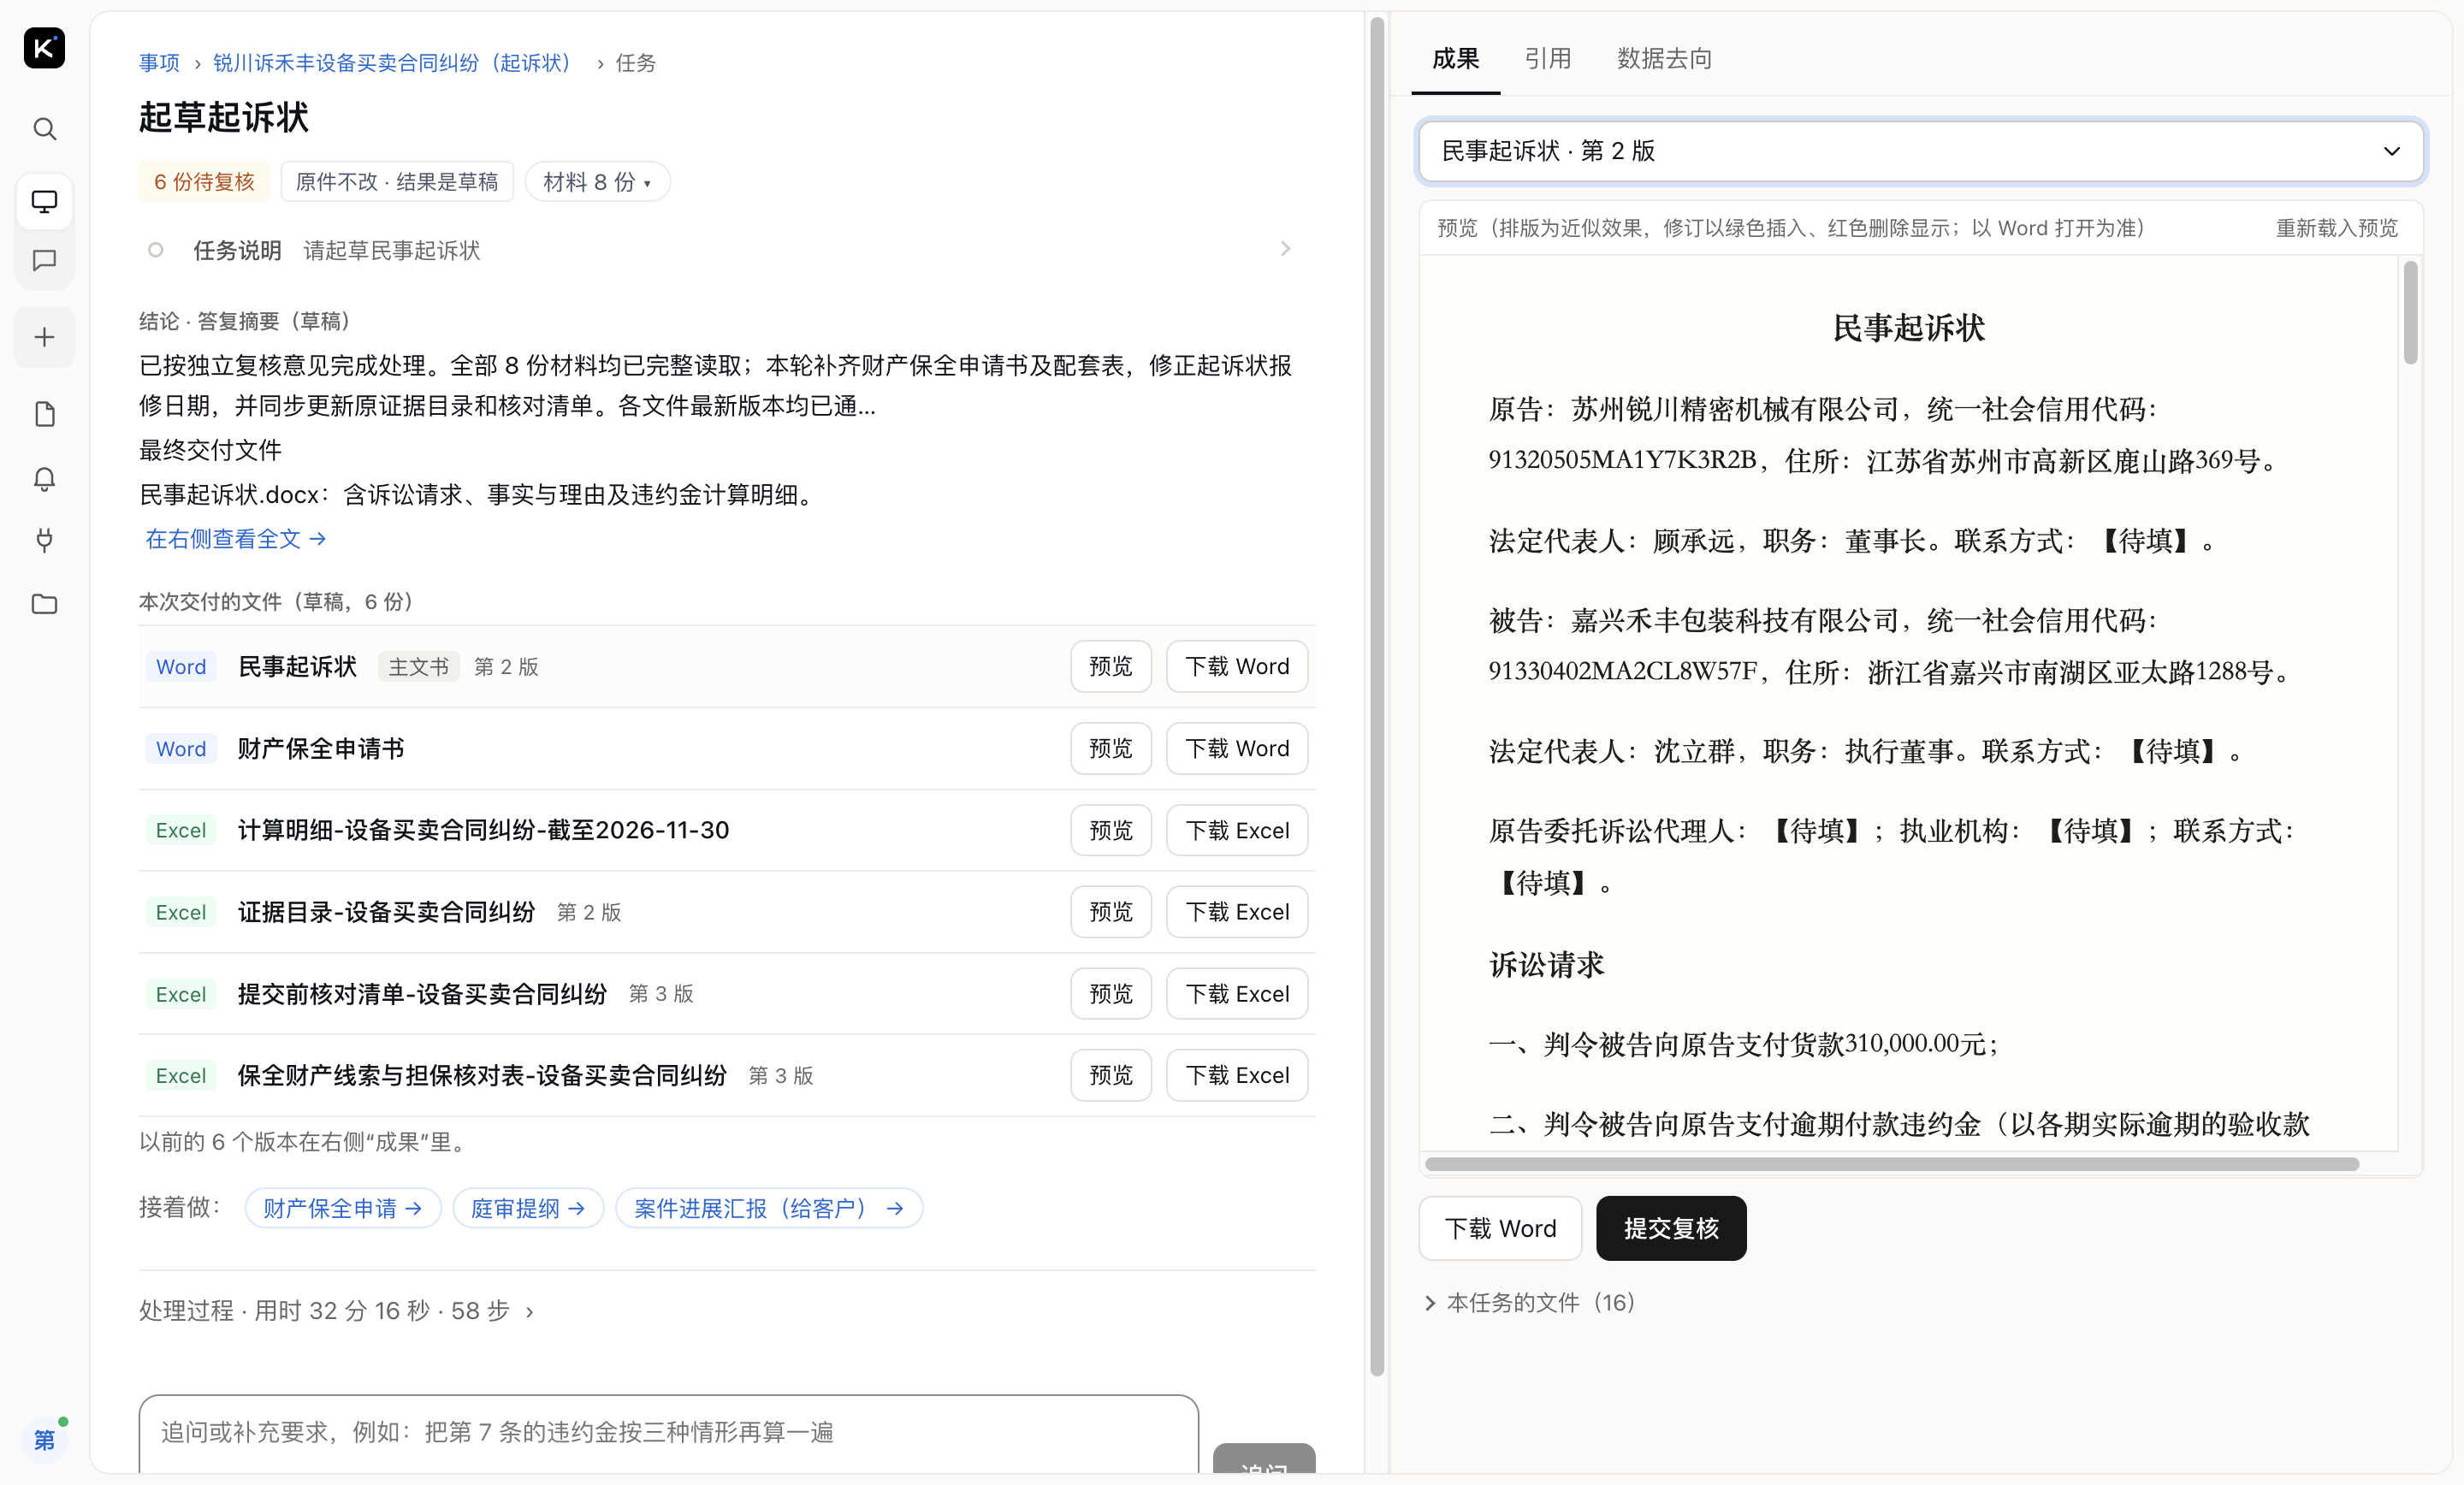 K
事项 › 锐川诉禾丰设备买卖合同纠纷（起诉状） › 任务
起草起诉状
6 份待复核
原件不改 · 结果是草稿
材料 8 份 ▾
任务说明 请起草民事起诉状
结论 · 答复摘要（草稿）
已按独立复核意见完成处理。全部 8 份材料均已完整读取；本轮补齐财产保全申请书及配套表，修正起诉状报
修日期，并同步更新原证据目录和核对清单。各文件最新版本均已通...
最终交付文件
民事起诉状.docx：含诉讼请求、事实与理由及违约金计算明细。
在右侧查看全文 →
本次交付的文件（草稿，6 份）
Word 民事起诉状 主文书 第 2 版 预览 下载 Word
Word 财产保全申请书 预览 下载 Word
Excel 计算明细-设备买卖合同纠纷-截至2026-11-30 预览 下载 Excel
Excel 证据目录-设备买卖合同纠纷 第 2 版 预览 下载 Excel
Excel 提交前核对清单-设备买卖合同纠纷 第 3 版 预览 下载 Excel
Excel 保全财产线索与担保核对表-设备买卖合同纠纷 第 3 版 预览 下载 Excel
以前的 6 个版本在右侧“成果”里。
接着做： 财产保全申请 → 庭审提纲 → 案件进展汇报（给客户） →
处理过程 · 用时 32 分 16 秒 · 58 步 ›
追问或补充要求，例如：把第 7 条的违约金按三种情形再算一遍
追问
第
成果 引用 数据去向
民事起诉状 · 第 2 版
预览（排版为近似效果，修订以绿色插入、红色删除显示；以 Word 打开为准） 重新载入预览
民事起诉状
原告：苏州锐川精密机械有限公司，统一社会信用代码：
91320505MA1Y7K3R2B，住所：江苏省苏州市高新区鹿山路369号。
法定代表人：顾承远，职务：董事长。联系方式：【待填】。
被告：嘉兴禾丰包装科技有限公司，统一社会信用代码：
91330402MA2CL8W57F，住所：浙江省嘉兴市南湖区亚太路1288号。
法定代表人：沈立群，职务：执行董事。联系方式：【待填】。
原告委托诉讼代理人：【待填】；执业机构：【待填】；联系方式：
【待填】。
诉讼请求
一、判令被告向原告支付货款310,000.00元；
二、判令被告向原告支付逾期付款违约金（以各期实际逾期的验收款
下载 Word 提交复核
本任务的文件（16）